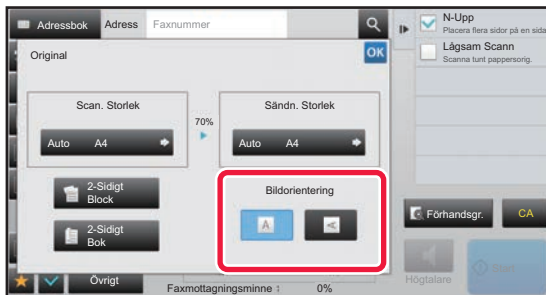 Adressbok Adress Faxnummer
N-Upp
Placera flera sidor på en sida
Original OK
Lågsam Scann
Scanna tunt pappersorig.
Scan. Storlek 70% Sändn. Storlek
Auto A4 Auto A4
2-Sidigt
Block
Bildorientering
A A
2-Sidigt
Bok
Förhandsgr. CA
Högtalare Start
Övrigt
Faxmottagningsminne : 0%